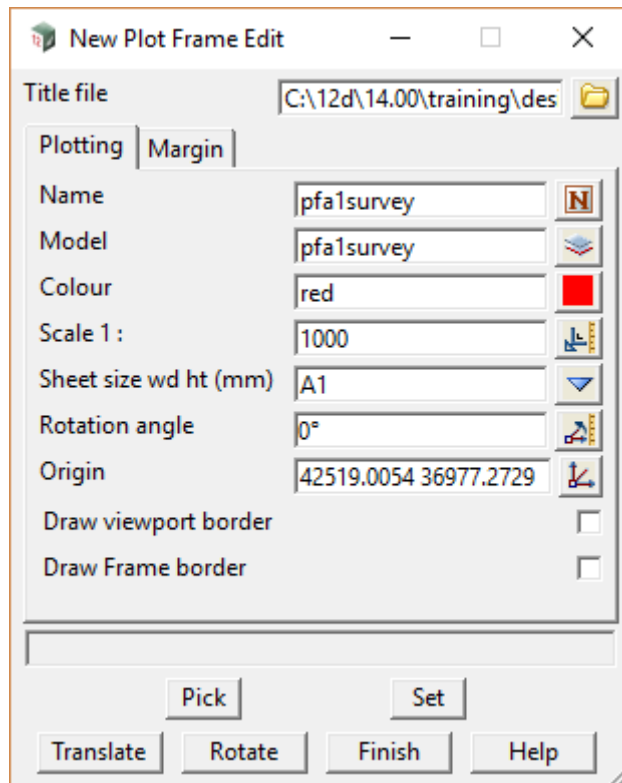 New Plot Frame Edit
Title file C:\12d\14.00\training\des
Plotting Margin
Name pfa1survey N
Model pfa1survey
Colour red
Scale 1 : 1000
Sheet size wd ht (mm) A1
Rotation angle 0°
Origin 42519.0054 36977.2729
Draw viewport border
Draw Frame border
Pick Set
Translate Rotate Finish Help